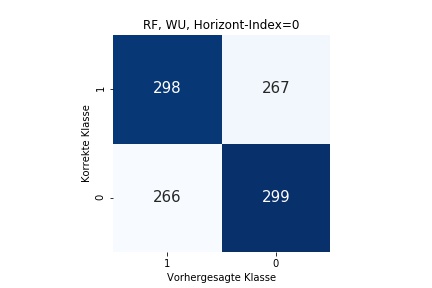 RF, WU, Horizont-Index=0
298 267
1
Korrekte Klasse
266 299
0
1 0
Vorhergesagte Klasse